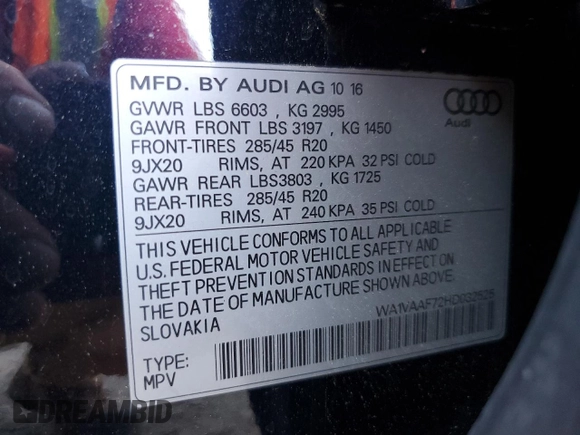 MFD. BY AUDI AG 10 16
GVWR LBS 6603 , KG 2995
GAWR FRONT LBS 3197 , KG 1450
FRONT-TIRES 285/45 R20
9JX20 RIMS, AT 220 KPA 32 PSI COLD
GAWR REAR LBS3803 , KG 1725
REAR-TIRES 285/45 R20
9JX20 RIMS, AT 240 KPA 35 PSI COLD
THIS VEHICLE CONFORMS TO ALL APPLICABLE
U.S. FEDERAL MOTOR VEHICLE SAFETY AND
THEFT PREVENTION STANDARDS IN EFFECT ON
THE DATE OF MANUFACTURE SHOWN ABOVE.
SLOVAKIA
WA1VAAF72HD032525
TYPE:
MPV
Audi
DREAMBID